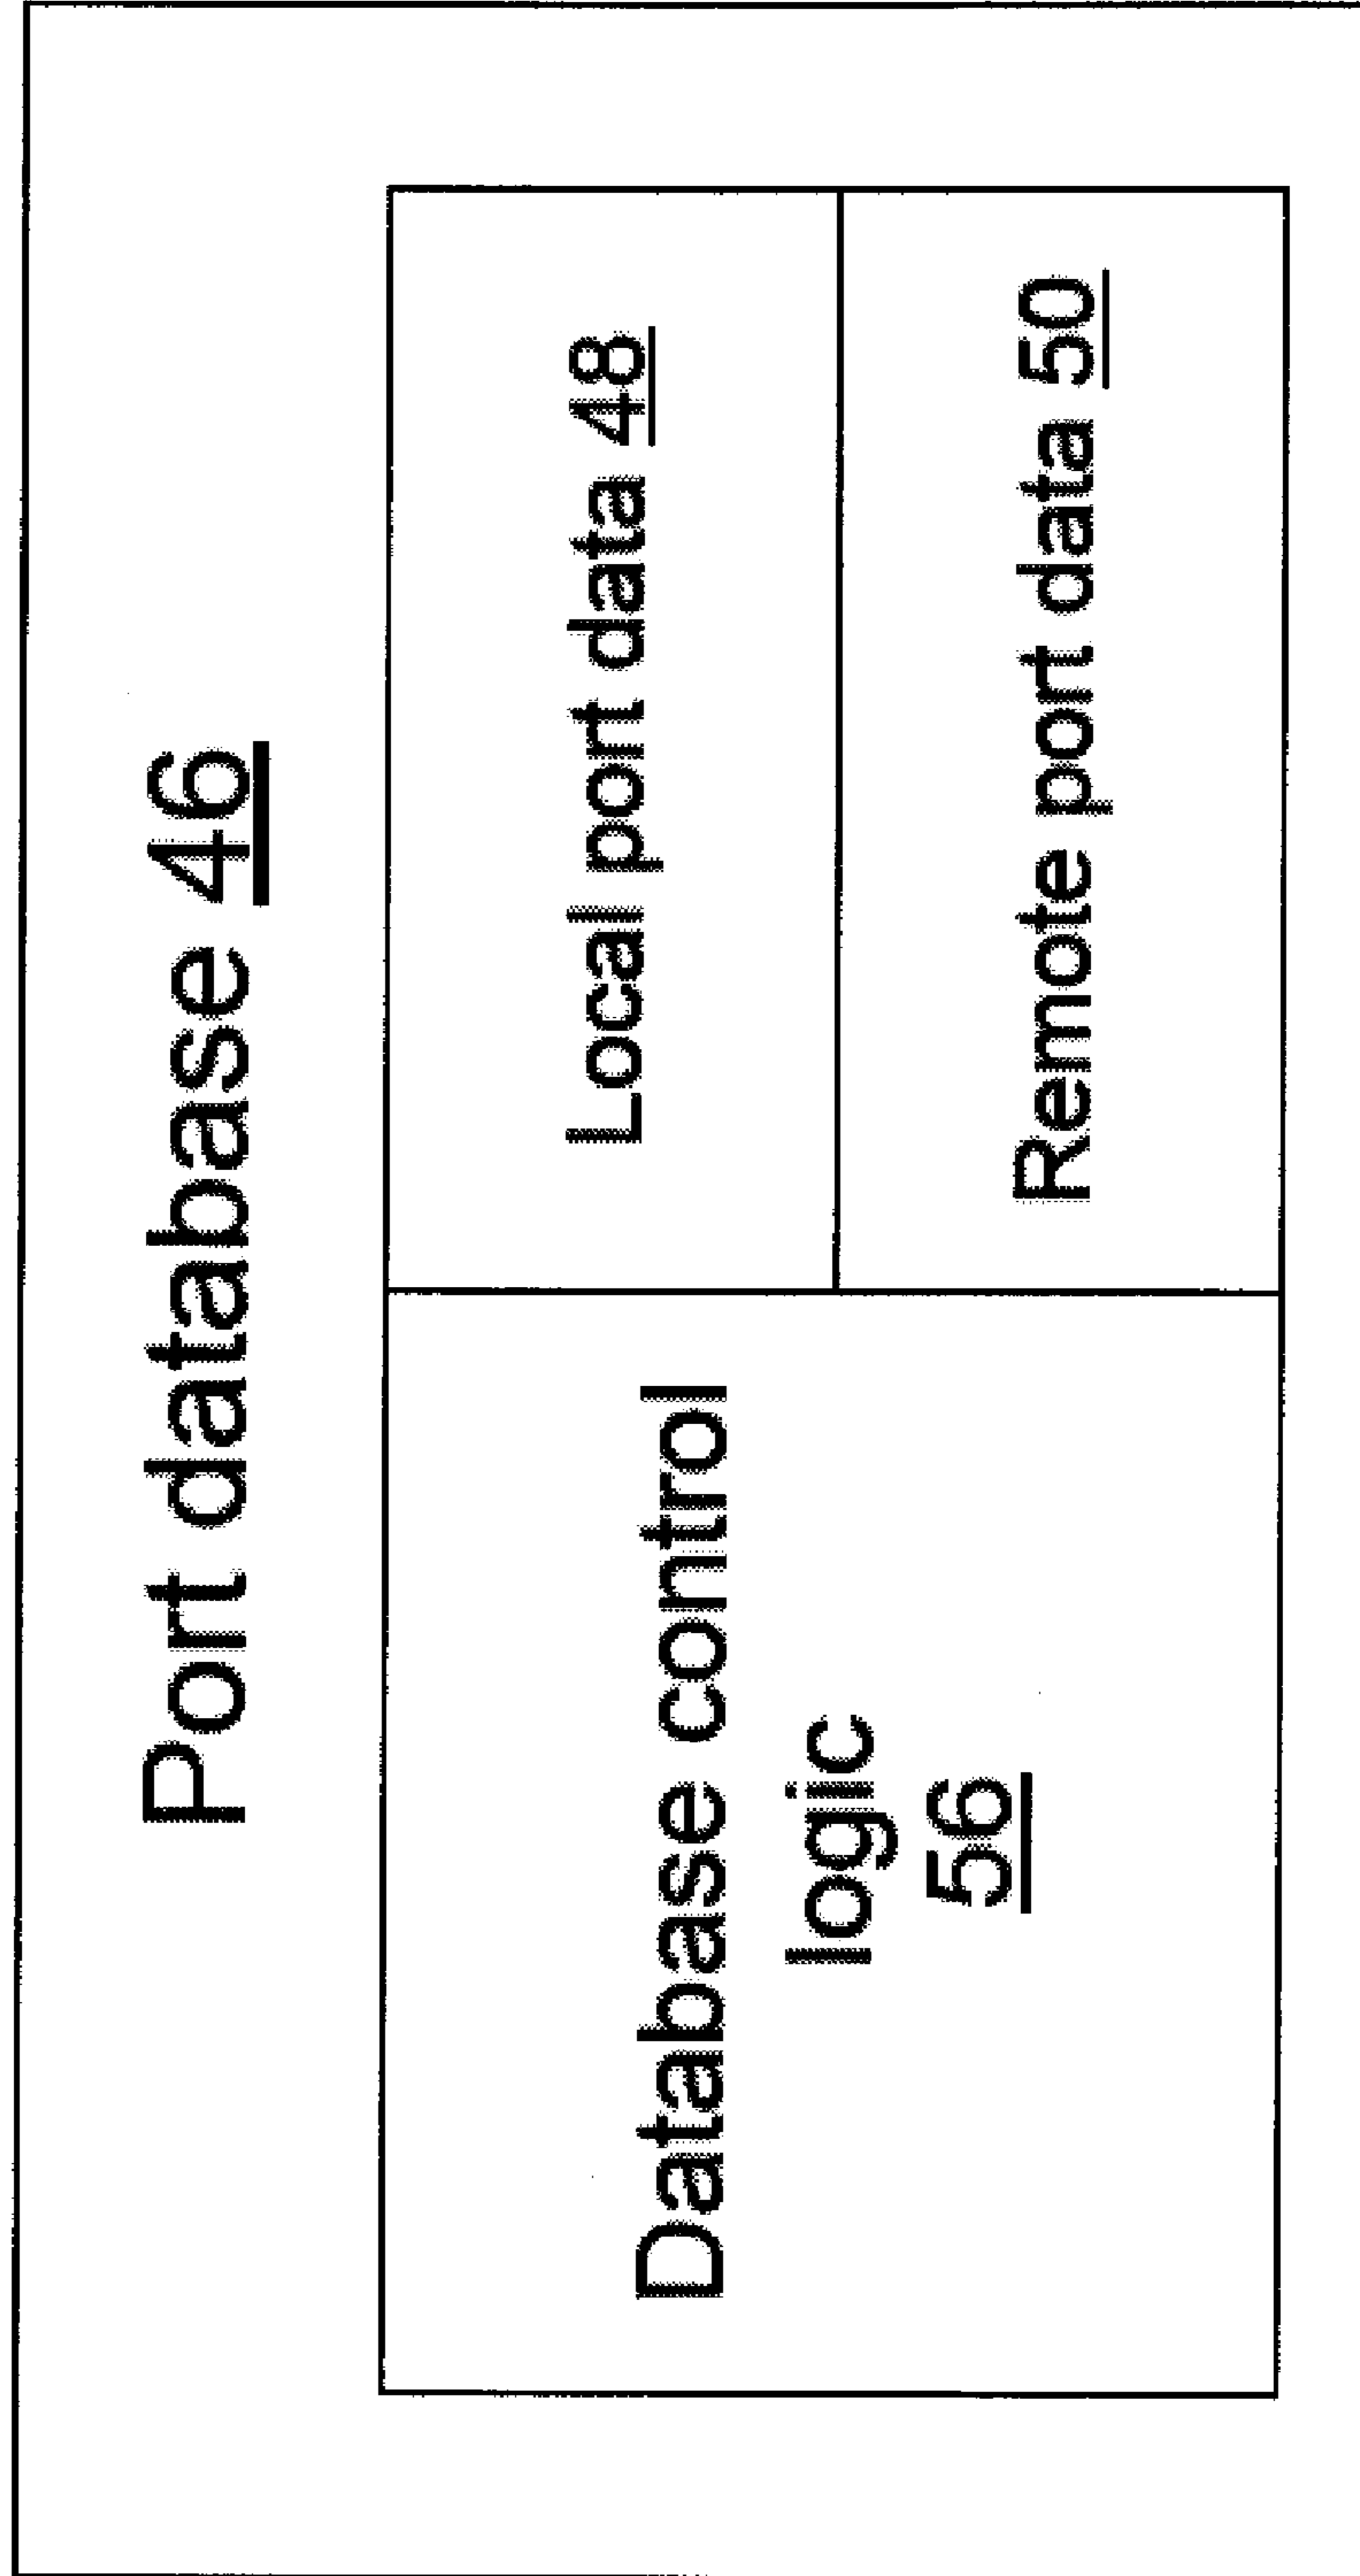 Port database 46
Database control
logic
56
Local port data 48
Remote port data 50